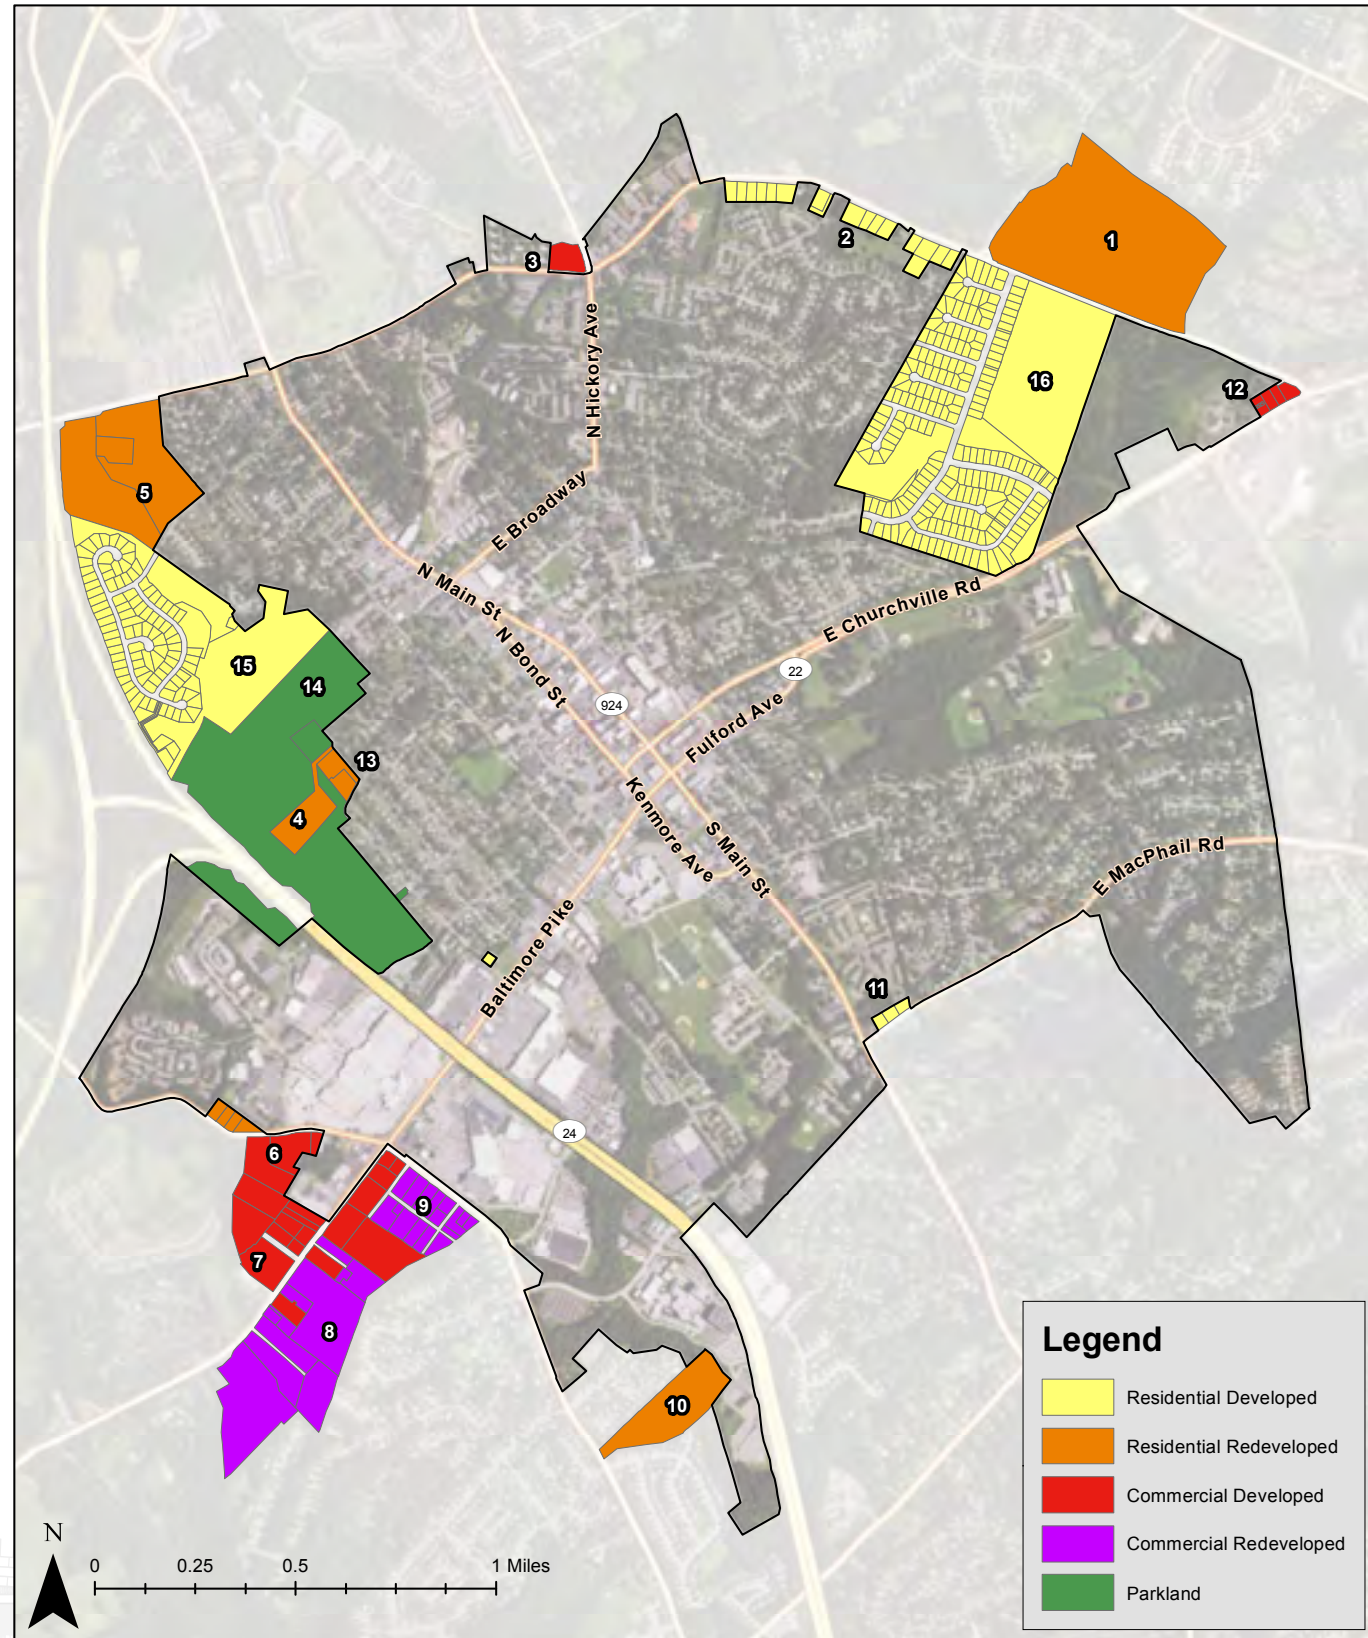 1
2
3
N Hickory Ave
12
16
5
E Broadway
N Main St
E Churchville Rd
N Bond St
22
15
14
924
Fulford Ave
13
4
Kenmore Ave
S Main St
E MacPhail Rd
Baltimore Pike
11
24
6
9
7
8
10
Legend
Residential Developed
Residential Redeveloped
Commercial Developed
Commercial Redeveloped
Parkland
N
0 0.25 0.5 1 Miles